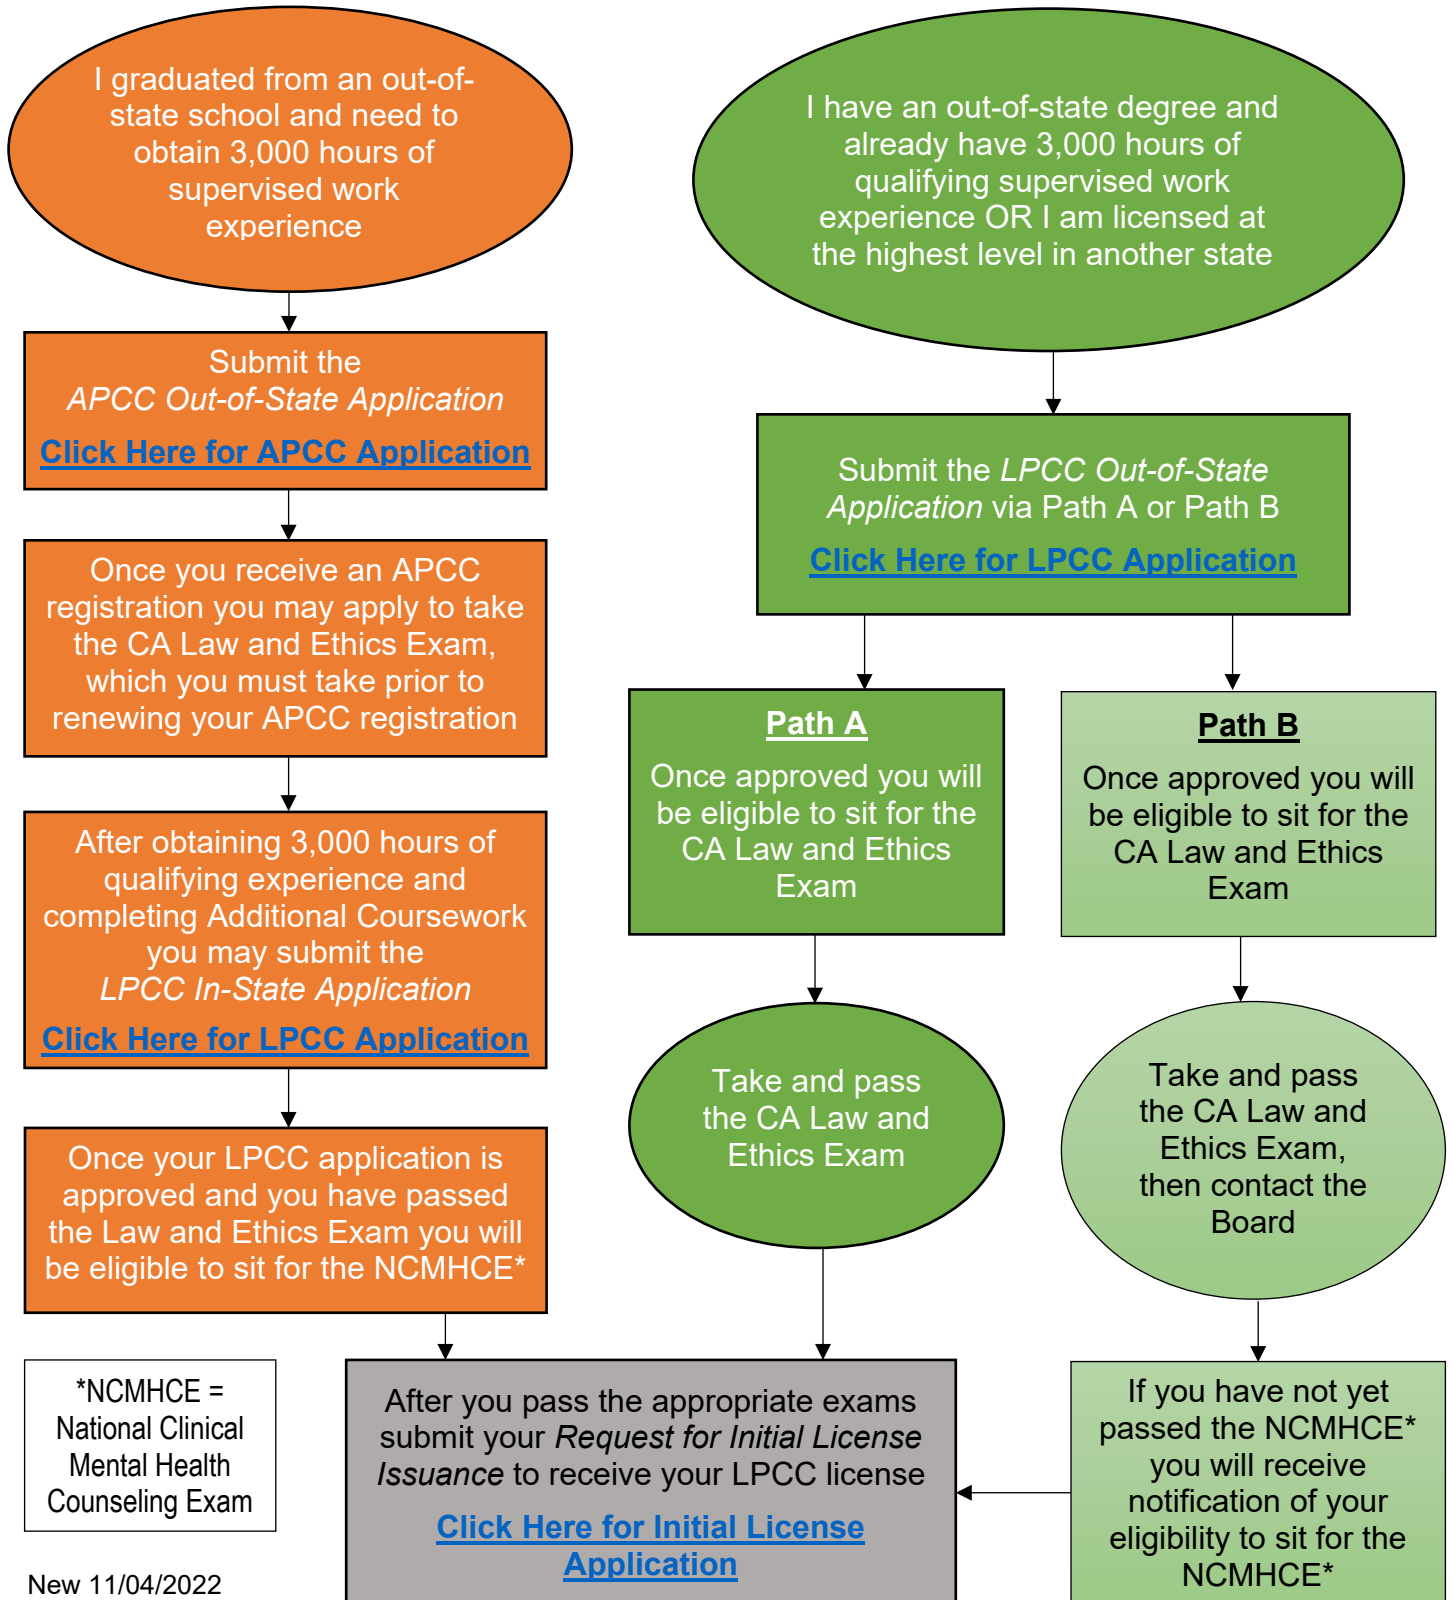 I graduated from an out-of-
state school and need to
obtain 3,000 hours of
supervised work
experience
Submit the
APCC Out-of-State Application
Click Here for APCC Application
Once you receive an APCC
registration you may apply to take
the CA Law and Ethics Exam,
which you must take prior to
renewing your APCC registration
After obtaining 3,000 hours of
qualifying experience and
completing Additional Coursework
you may submit the
LPCC In-State Application
Click Here for LPCC Application
Once your LPCC application is
approved and you have passed
the Law and Ethics Exam you will
be eligible to sit for the NCMHCE*
I have an out-of-state degree and
already have 3,000 hours of
qualifying supervised work
experience OR I am licensed at
the highest level in another state
Submit the LPCC Out-of-State
Application via Path A or Path B
Click Here for LPCC Application
Path A
Once approved you will
be eligible to sit for the
CA Law and Ethics
Exam
Take and pass
the CA Law and
Ethics Exam
Path B
Once approved you will
be eligible to sit for the
CA Law and Ethics
Exam
Take and pass
the CA Law and
Ethics Exam,
then contact the
Board
If you have not yet
passed the NCMHCE*
you will receive
notification of your
eligibility to sit for the
NCMHCE*
After you pass the appropriate exams
submit your Request for Initial License
Issuance to receive your LPCC license
Click Here for Initial License
Application
*NCMHCE =
National Clinical
Mental Health
Counseling Exam
New 11/04/2022